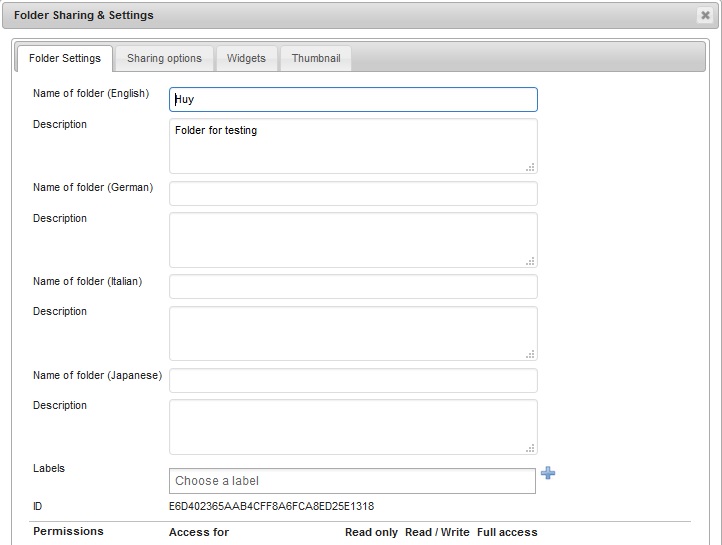 Folder Sharing & Settings
Folder Settings Sharing options Widgets Thumbnail
Name of folder (English) Huy
Description Folder for testing
Name of folder (German)
Description
Name of folder (Italian)
Description
Name of folder (Japanese)
Description
Labels Choose a label
ID E6D402365AAB4CFF8A6FCA8ED25E1318
Permissions Access for Read only Read / Write Full access